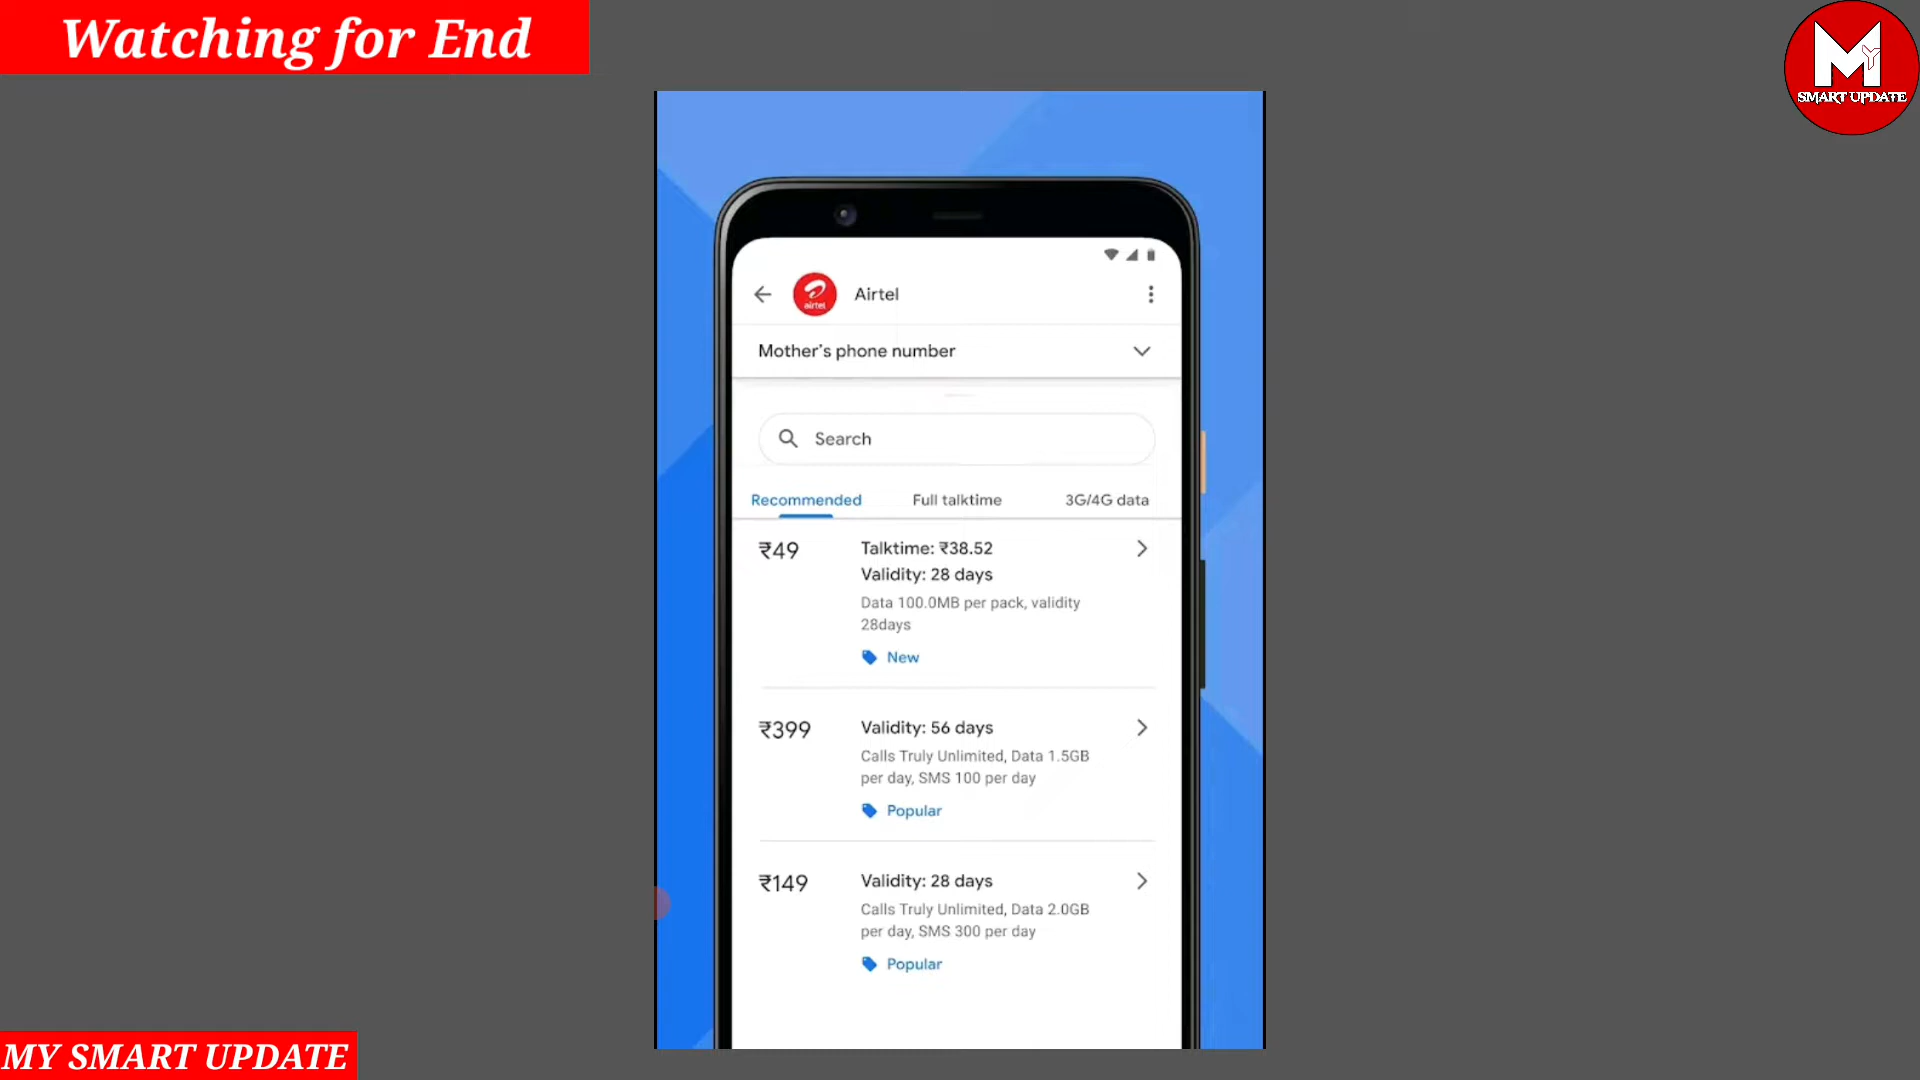 Watching for End
M
Y
SMART UPDATE
airtel
Airtel
Mother's phone number
Search
Recommended
Full talktime
3G/4G data
₹49
Talktime: ₹38.52
Validity: 28 days
Data 100.0MB per pack, validity
28days
New
₹399
Validity: 56 days
Calls Truly Unlimited, Data 1.5GB
per day, SMS 100 per day
Popular
₹149
Validity: 28 days
Calls Truly Unlimited, Data 2.0GB
per day, SMS 300 per day
Popular
MY SMART UPDATE